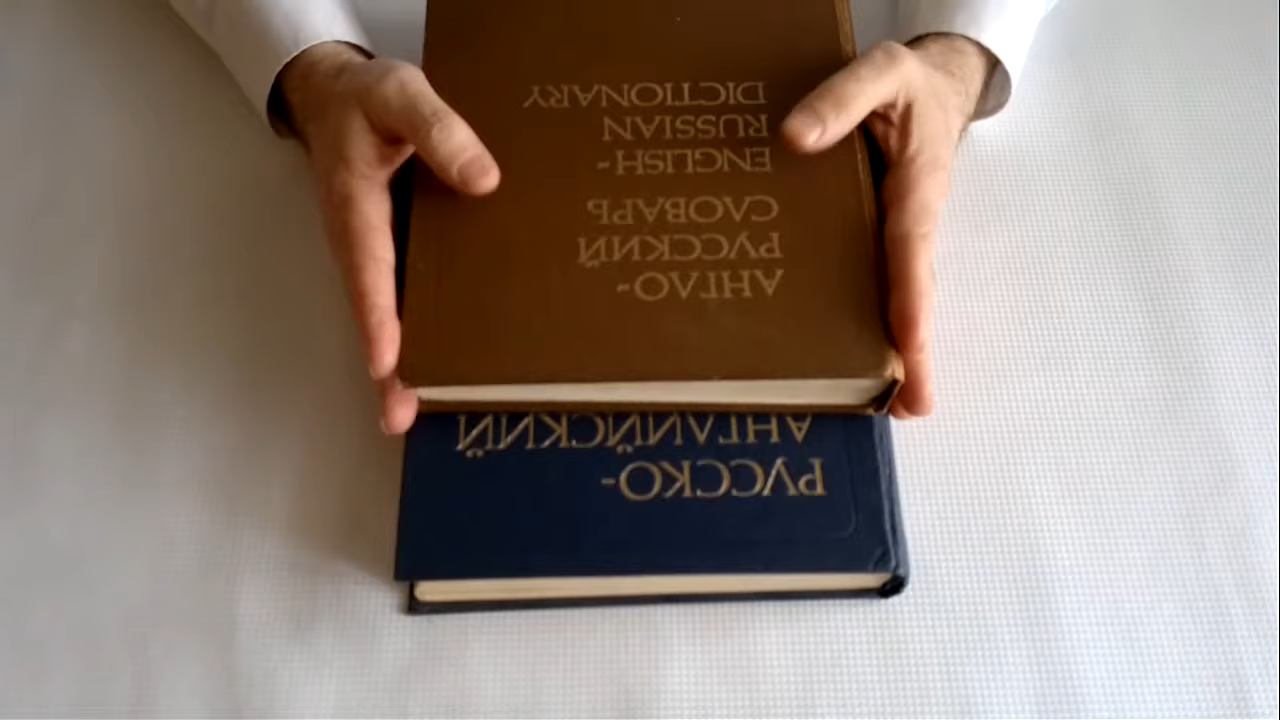 АНГЛО-
РУССКИЙ
СЛОВАРЬ
ENGLISH-
RUSSIAN
DICTIONARY
РУССКО-
АНГЛИЙСКИЙ